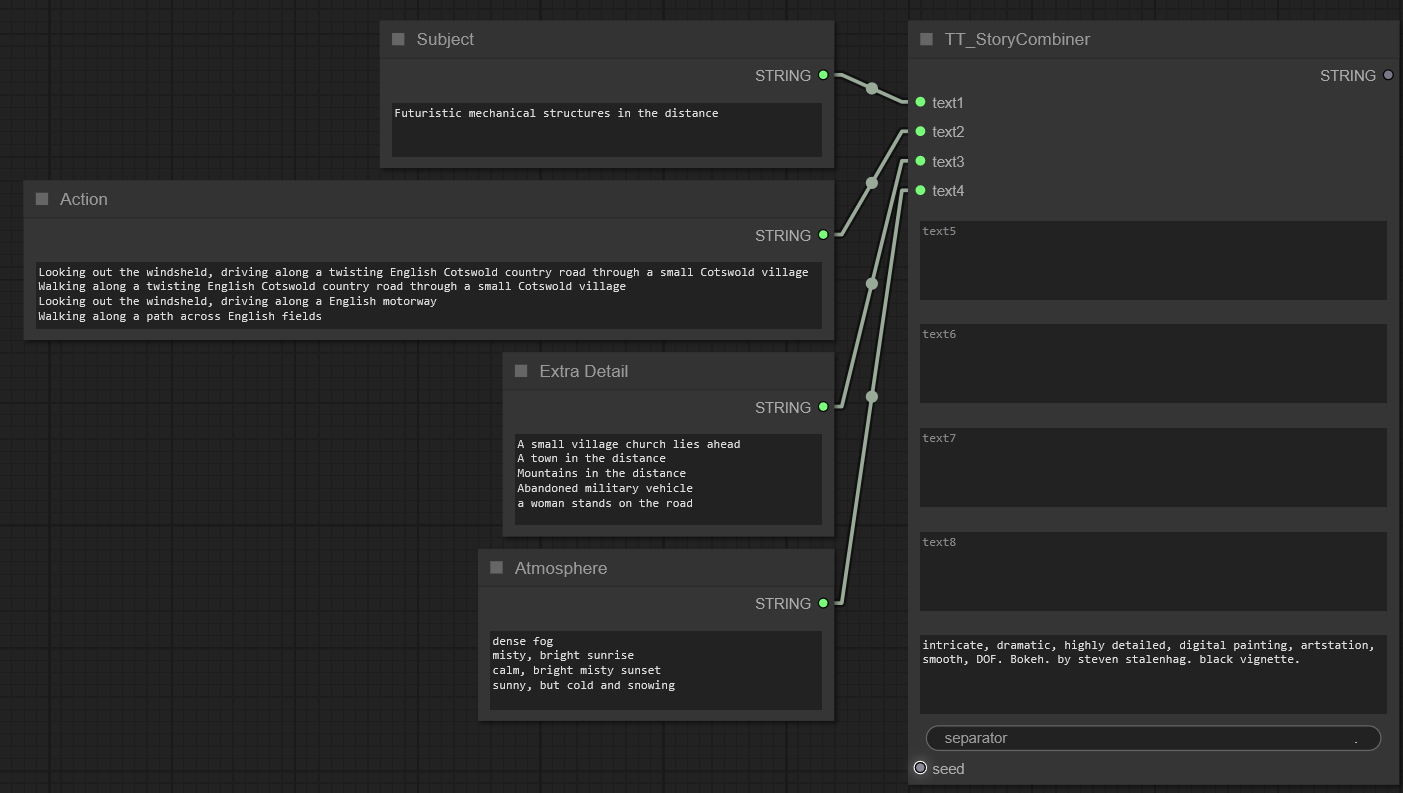 Subject
STRING
Futuristic mechanical structures in the distance
Action
STRING
Looking out the windsheld, driving along a twisting English Cotswold country road through a small Cotswold village
Walking along a twisting English Cotswold country road through a small Cotswold village
Looking out the windsheld, driving along a English motorway
Walking along a path across English fields
Extra Detail
STRING
A small village church lies ahead
A town in the distance
Mountains in the distance
Abandoned military vehicle
a woman stands on the road
Atmosphere
STRING
dense fog
misty, bright sunrise
calm, bright misty sunset
sunny, but cold and snowing
TT_StoryCombiner
STRING
text1
text2
text3
text4
text5
text6
text7
text8
intricate, dramatic, highly detailed, digital painting, artstation,
smooth, DOF. Bokeh. by steven stalenhag. black vignette.
separator .
seed